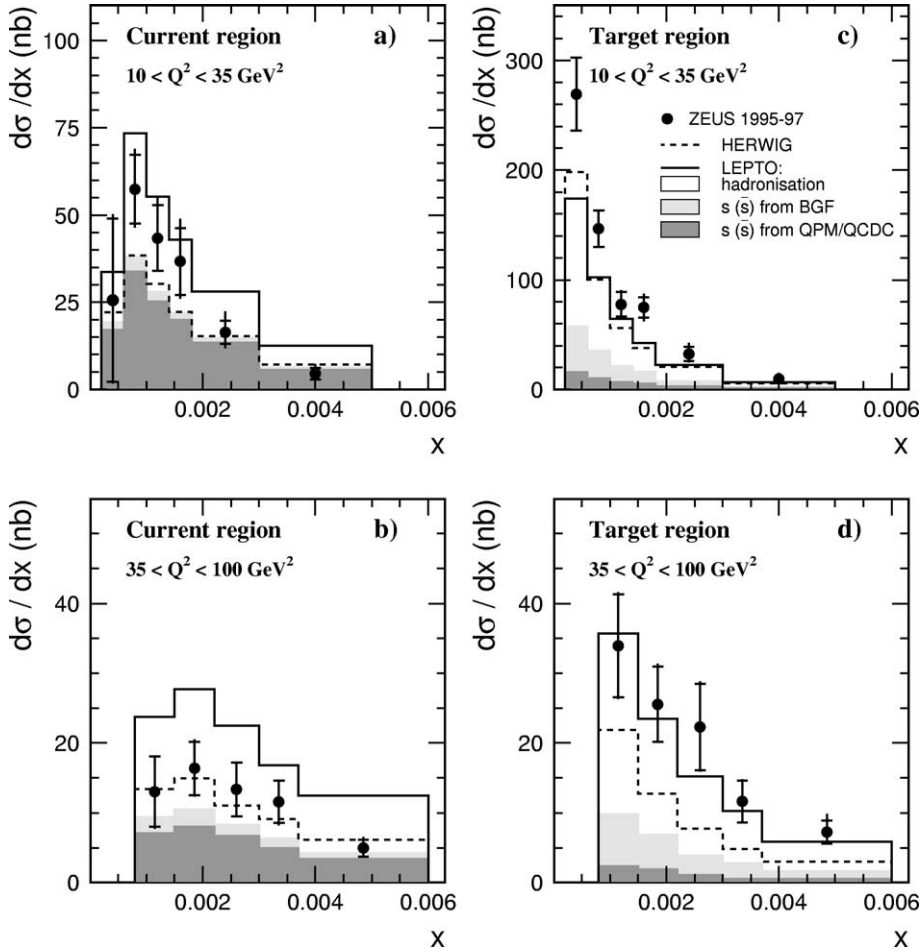 Current region a)
10 < Q² < 35 GeV²
dσ/dx (nb)
100
75
50
25
0
0.002 0.004 0.006
x
Target region c)
10 < Q² < 35 GeV²
ZEUS 1995-97
HERWIG
LEPTO:
hadronisation
s (s̄) from BGF
s (s̄) from QPM/QCDC
dσ/dx (nb)
300
200
100
0
0.002 0.004 0.006
x
Current region b)
35 < Q² < 100 GeV²
dσ / dx (nb)
40
20
0
0.002 0.004 0.006
x
Target region d)
35 < Q² < 100 GeV²
dσ / dx (nb)
40
20
0
0.002 0.004 0.006
x